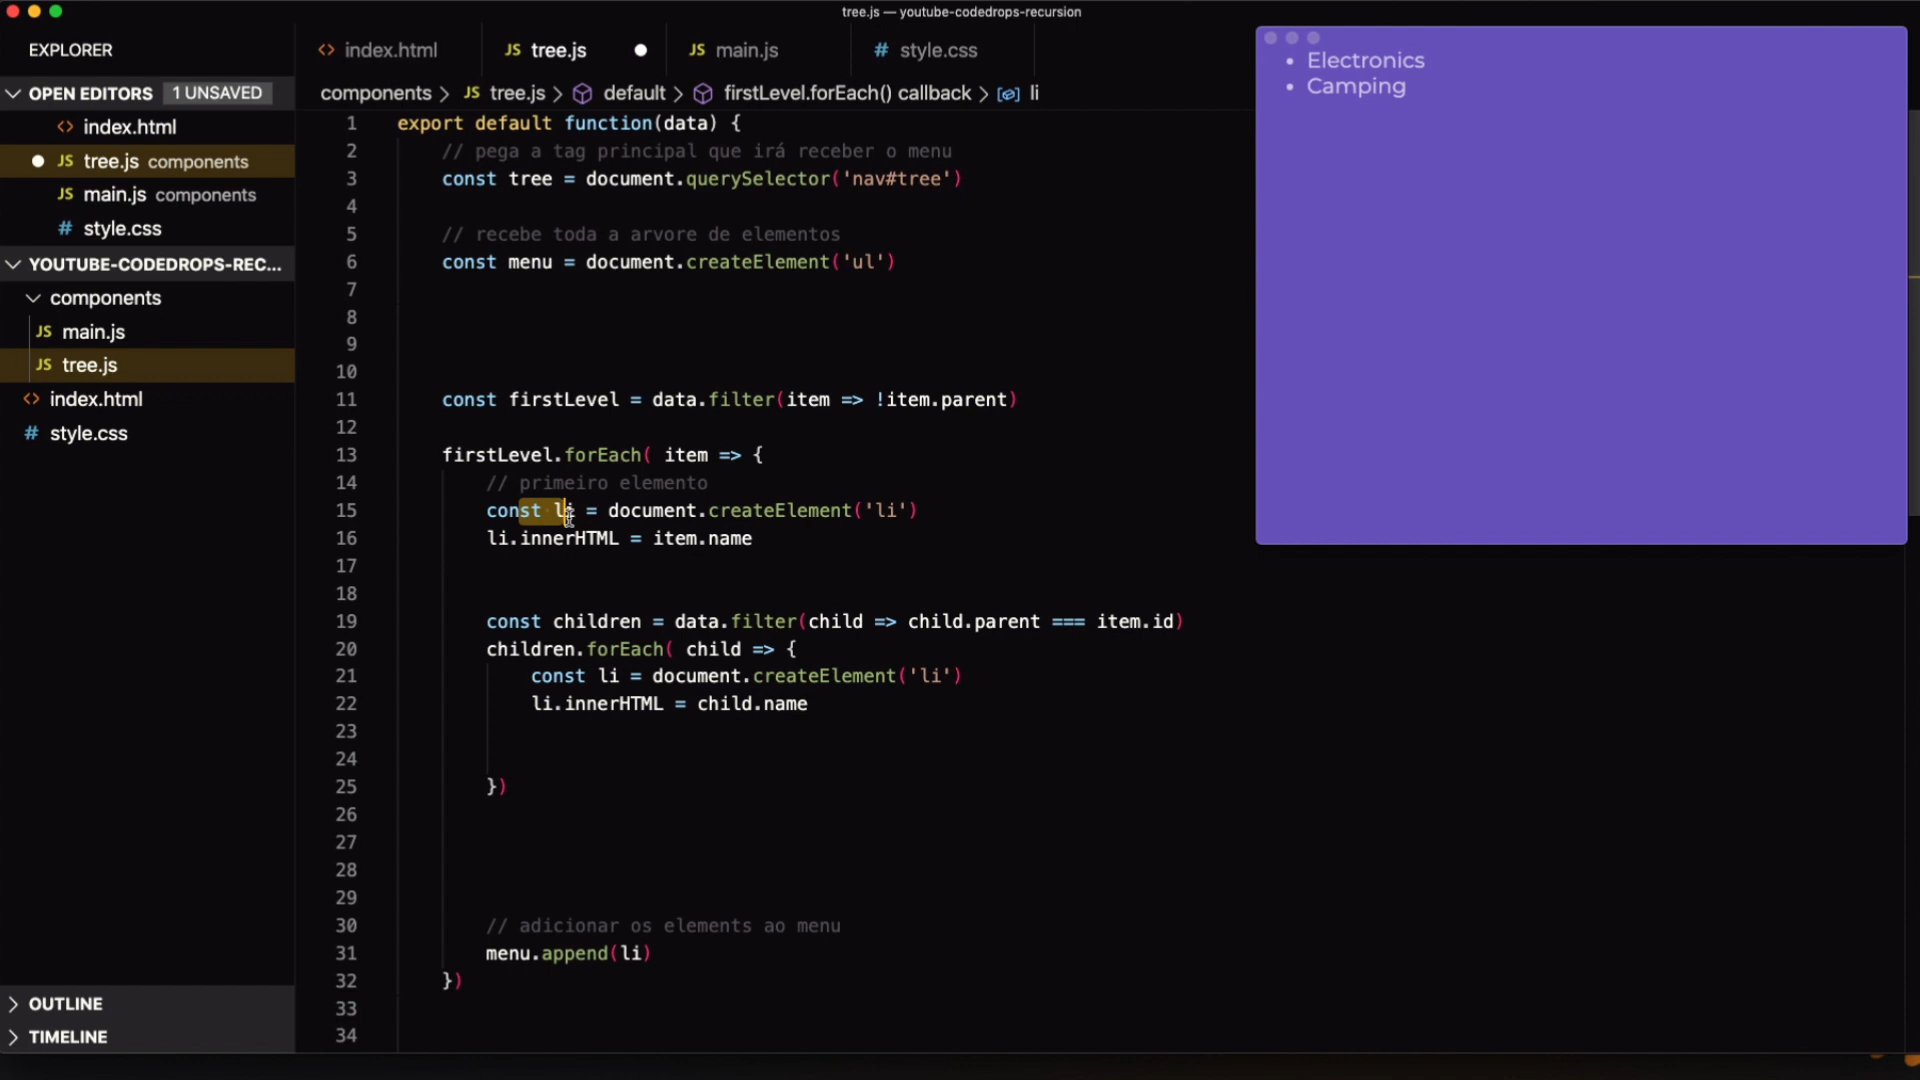 tree.js — youtube-codedrops-recursion
EXPLORER
OPEN EDITORS 1 UNSAVED
index.html
JS tree.js components
JS main.js components
# style.css
YOUTUBE-CODEDROPS-REC...
components
JS main.js
JS tree.js
<> index.html
# style.css
OUTLINE
TIMELINE
<> index.html JS tree.js JS main.js # style.css
components > JS tree.js > default > firstLevel.forEach() callback > li
1 export default function(data) {
2 // pega a tag principal que irá receber o menu
3 const tree = document.querySelector('nav#tree')
4
5 // recebe toda a arvore de elementos
6 const menu = document.createElement('ul')
7
8
9
10
11 const firstLevel = data.filter(item => !item.parent)
12
13 firstLevel.forEach( item => {
14 // primeiro elemento
15 const li = document.createElement('li')
16 li.innerHTML = item.name
17
18
19 const children = data.filter(child => child.parent === item.id)
20 children.forEach( child => {
21 const li = document.createElement('li')
22 li.innerHTML = child.name
23
24
25 })
26
27
28
29
30 // adicionar os elements ao menu
31 menu.append(li)
32 })
33
34
• Electronics
• Camping